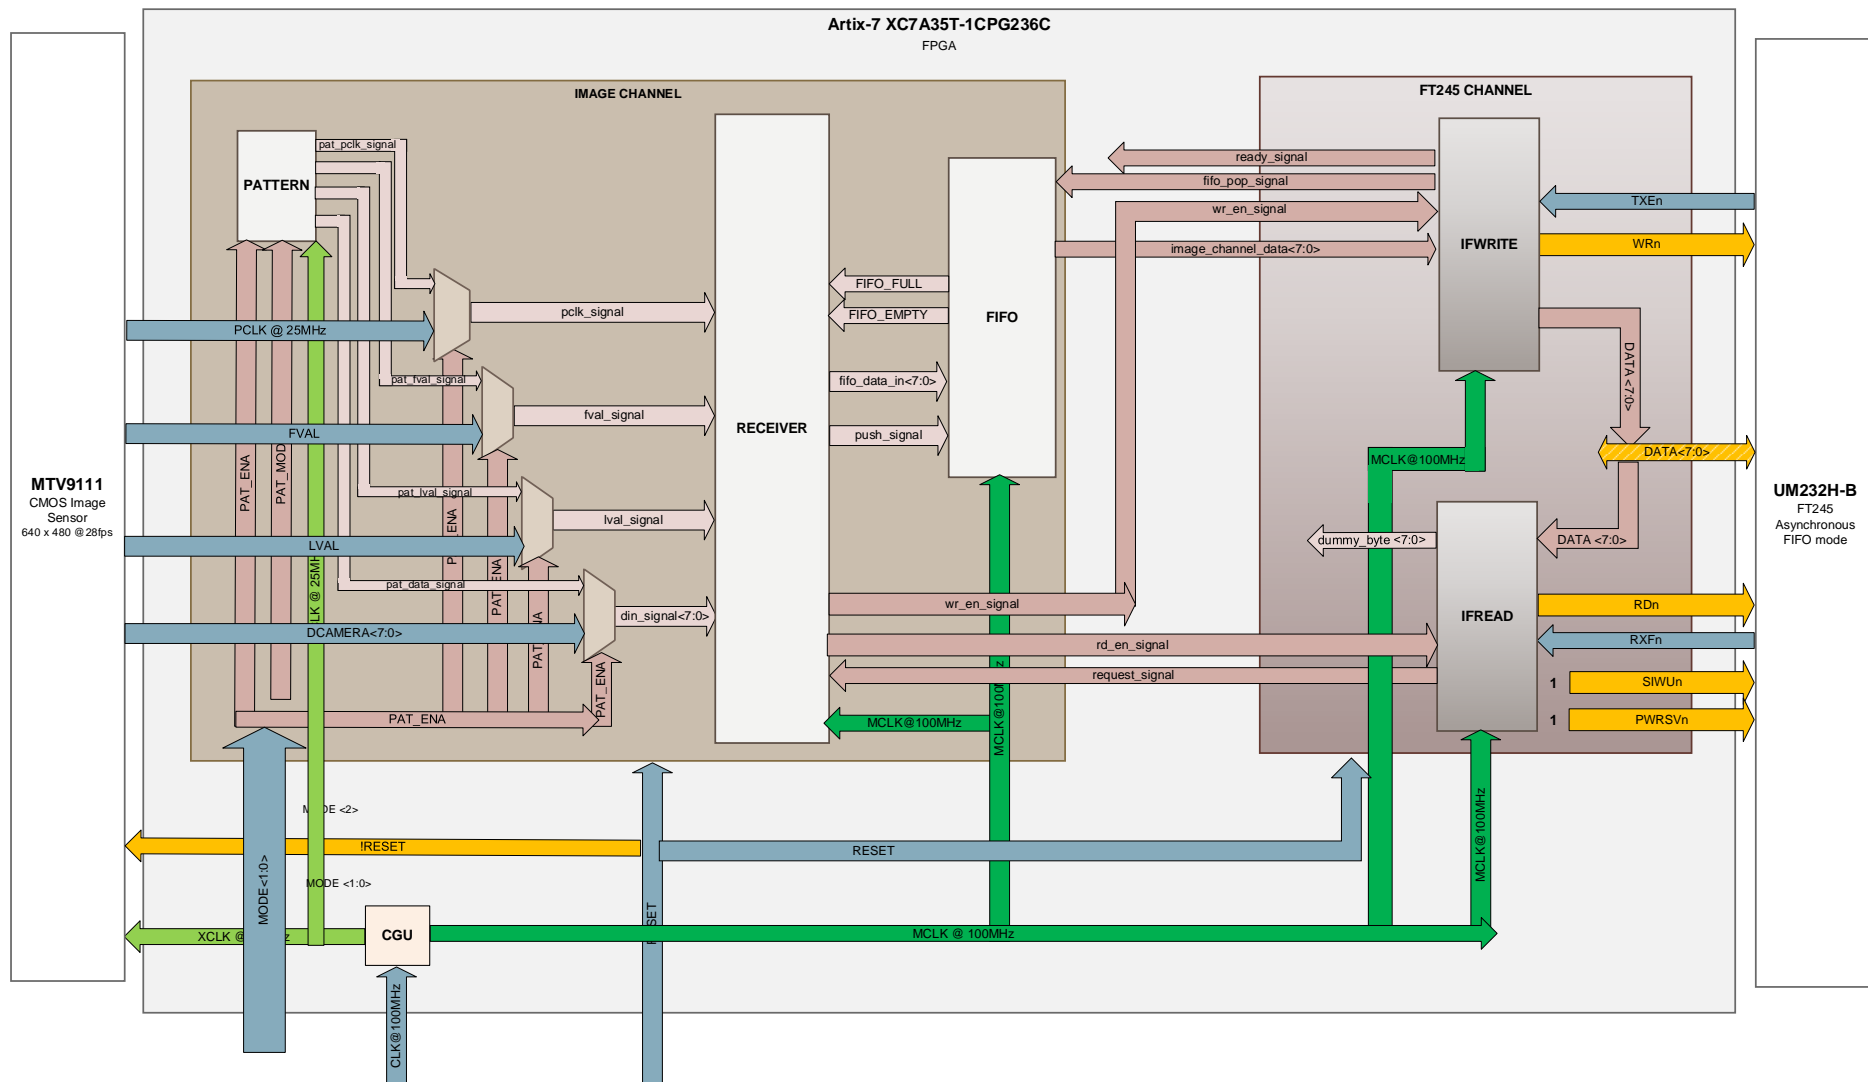 Artix-7 XC7A35T-1CPG236C
FPGA
IMAGE CHANNEL
FT245 CHANNEL
PATTERN
pat_pclk_signal
ready_signal
fifo_pop_signal
wr_en_signal
image_channel_data<7:0>
IFWRITE
TXEn
WRn
FIFO_FULL
FIFO_EMPTY
FIFO
pclk_signal
PCLK @ 25MHz
pat_fval_signal
fval_signal
FVAL
fifo_data_in<7:0>
push_signal
RECEIVER
DATA <7:0>
DATA<7:0>
MCLK@100MHz
PAT_ENA
PAT_MOD
MTV9111
CMOS Image
Sensor
640 x 480 @28fps
UM232H-B
FT245
Asynchronous
FIFO mode
pat_lval_signal
lval_signal
LVAL
dummy_byte <7:0>
DATA <7:0>
pat_data_signal
din_signal<7:0>
DCAMERA<7:0>
wr_en_signal
rd_en_signal
request_signal
IFREAD
RDn
RXFn
1
SIWUn
1
PWRSVn
PAT_ENA
PAT_ENA
MCLK@100MHz
<2>
!RESET
RESET
MODE<1:0>
MODE <1:0>
MCLK@100MHz
XCLK @
CGU
MCLK @ 100MHz
CLK@100MHz